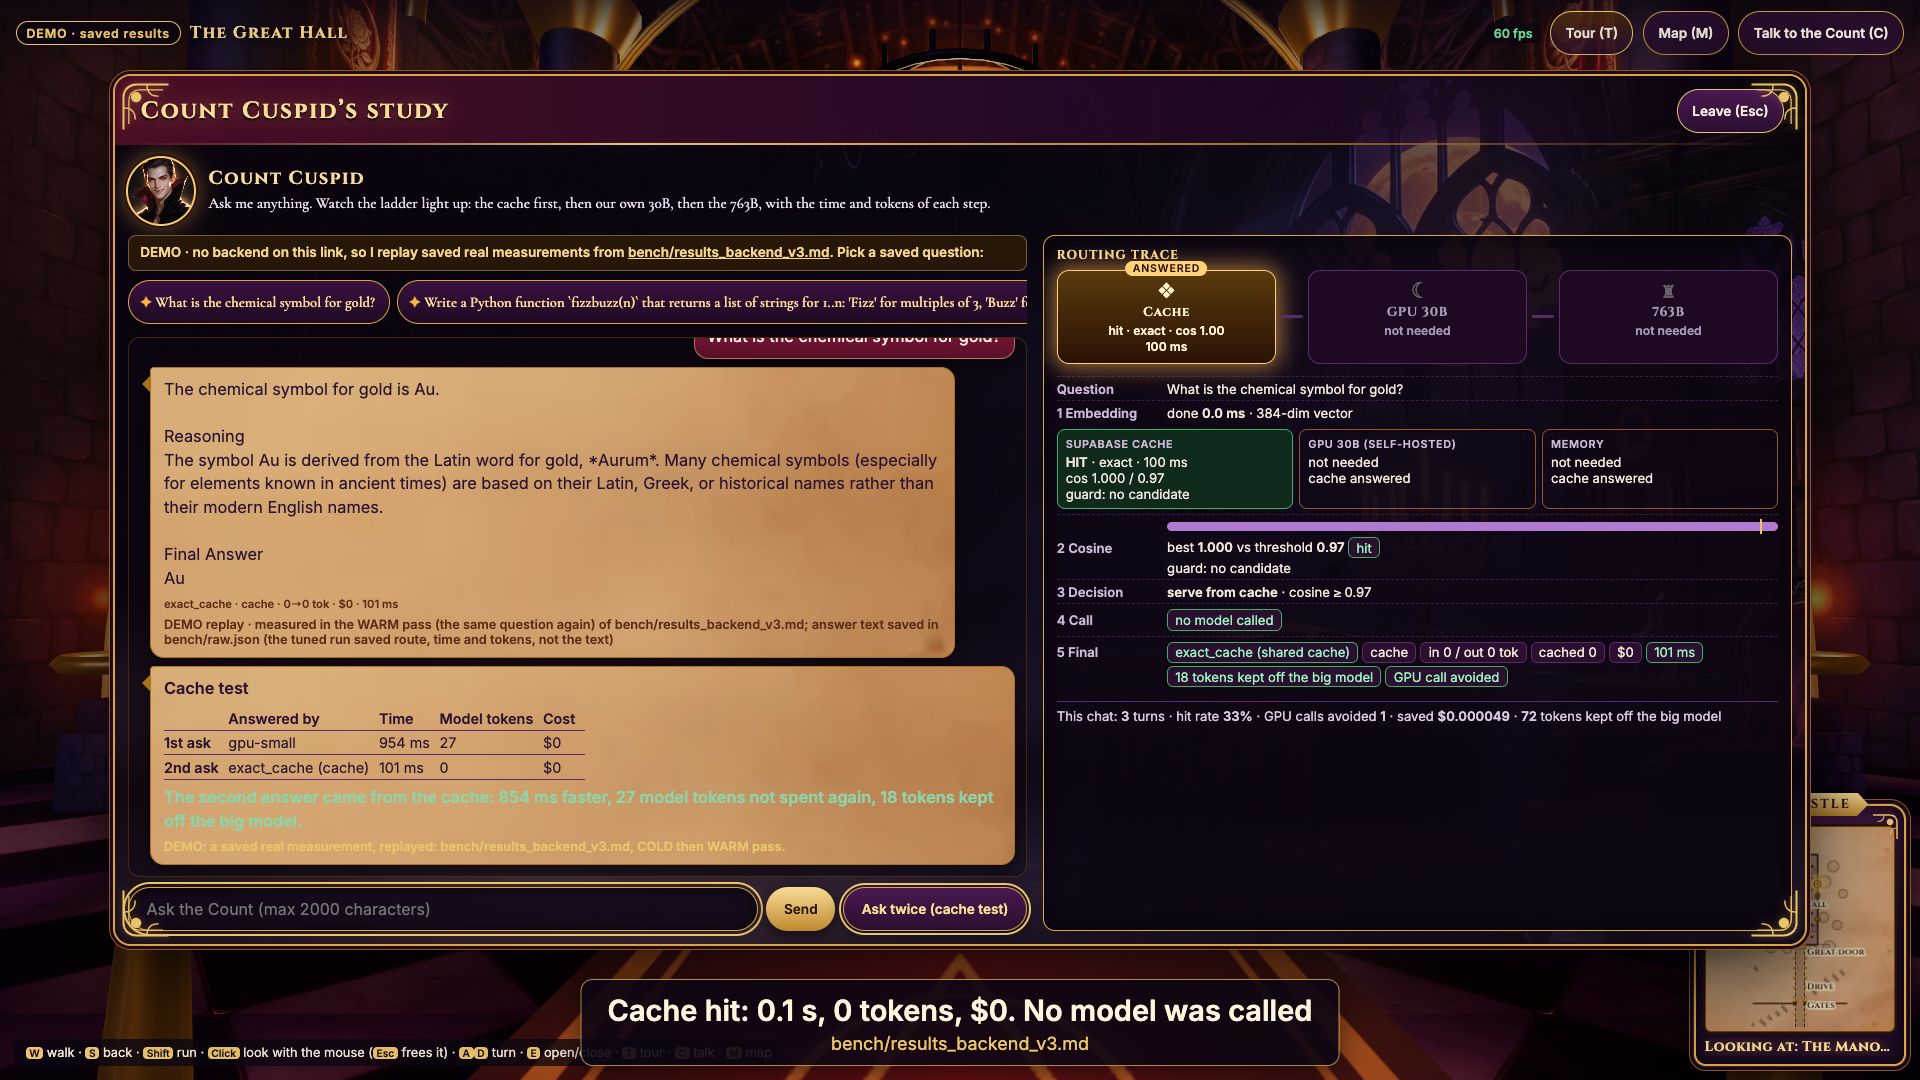 DEMO · saved results
The Great Hall
60 fps
Tour (T)
Map (M)
Talk to the Count (C)
Count Cuspid's study
Leave (Esc)
Count Cuspid
Ask me anything. Watch the ladder light up: the cache first, then our own 30B, then the 763B, with the time and tokens of each step.
DEMO · no backend on this link, so I replay saved real measurements from bench/results_backend_v3.md. Pick a saved question:
✦ What is the chemical symbol for gold?
✦ Write a Python function `fizzbuzz(n)` that returns a list of strings for 1..n: 'Fizz' for multiples of 3, 'Buzz' f
What is the chemical symbol for gold?
The chemical symbol for gold is Au.
Reasoning
The symbol Au is derived from the Latin word for gold, *Aurum*. Many chemical symbols (especially
for elements known in ancient times) are based on their Latin, Greek, or historical names rather than
their modern English names.
Final Answer
Au
exact_cache · cache · 0→0 tok · $0 · 101 ms
DEMO replay · measured in the WARM pass (the same question again) of bench/results_backend_v3.md; answer text saved in
bench/raw.json (the tuned run saved route, time and tokens, not the text)
Cache test
Answered by Time Model tokens Cost
1st ask gpu-small 954 ms 27 $0
2nd ask exact_cache (cache) 101 ms 0 $0
The second answer came from the cache: 854 ms faster, 27 model tokens not spent again, 18 tokens kept
off the big model.
DEMO: a saved real measurement, replayed: bench/results_backend_v3.md, COLD then WARM pass.
Ask the Count (max 2000 characters)
Send
Ask twice (cache test)
Routing trace
ANSWERED
❖
Cache
hit · exact · cos 1.00
100 ms
☾
GPU 30B
not needed
♜
763B
not needed
Question What is the chemical symbol for gold?
1 Embedding done 0.0 ms · 384-dim vector
SUPABASE CACHE
HIT · exact · 100 ms
cos 1.000 / 0.97
guard: no candidate
GPU 30B (SELF-HOSTED)
not needed
cache answered
MEMORY
not needed
cache answered
2 Cosine best 1.000 vs threshold 0.97 hit
guard: no candidate
3 Decision serve from cache · cosine ≥ 0.97
4 Call no model called
5 Final exact_cache (shared cache) cache in 0 / out 0 tok cached 0 $0 101 ms
18 tokens kept off the big model GPU call avoided
This chat: 3 turns · hit rate 33% · GPU calls avoided 1 · saved $0.000049 · 72 tokens kept off the big model
STLE
ALL
Great door
Drive
Gates
Looking at: The Mano...
Cache hit: 0.1 s, 0 tokens, $0. No model was called
bench/results_backend_v3.md
W walk · S back · Shift run · Click look with the mouse (Esc frees it) · A D turn · E open/close · T tour · C talk · M map